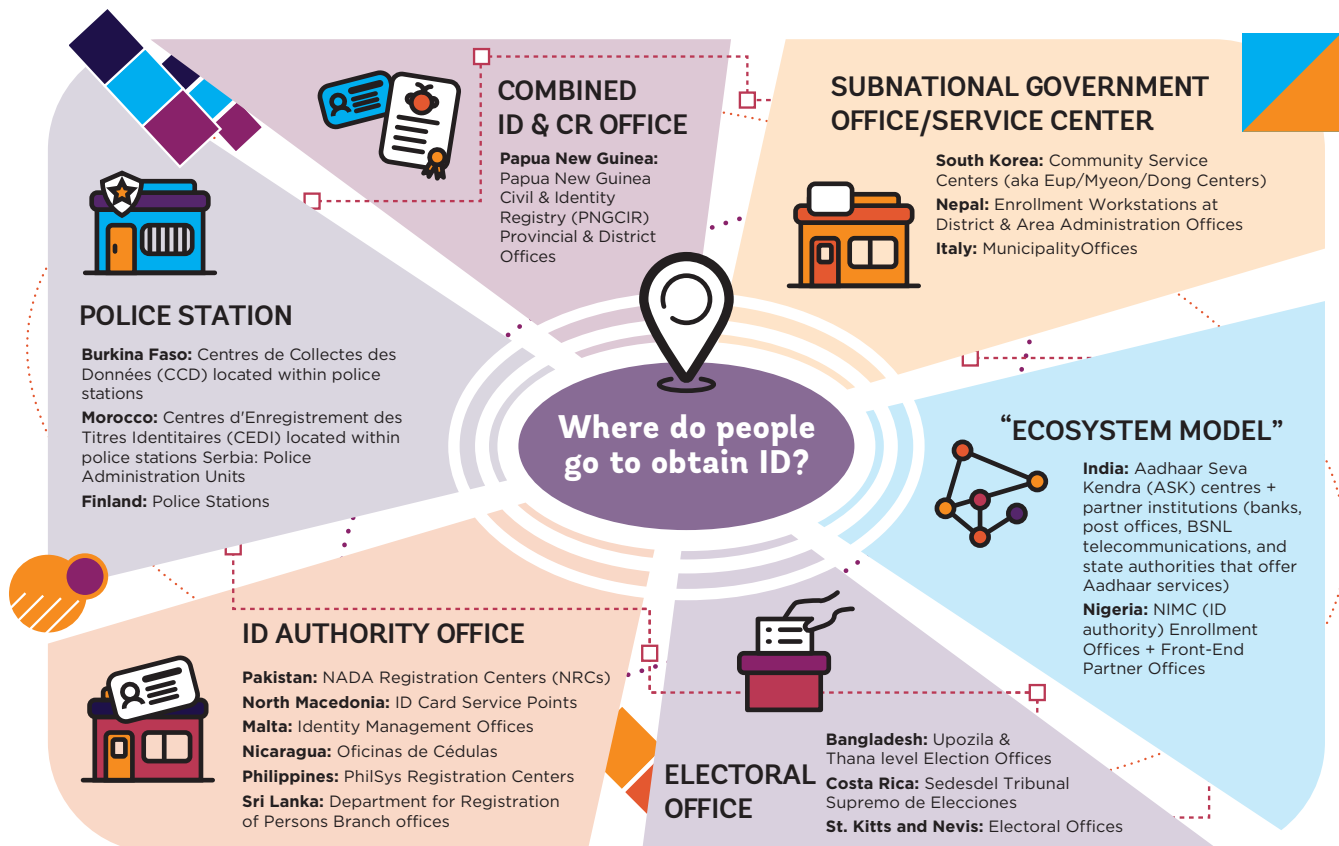 COMBINED
ID & CR OFFICE
Papua New Guinea:
Papua New Guinea
Civil & Identity
Registry (PNGCIR)
Provincial & District
Offices
SUBNATIONAL GOVERNMENT
OFFICE/SERVICE CENTER
South Korea: Community Service
Centers (aka Eup/Myeon/Dong Centers)
Nepal: Enrollment Workstations at
District & Area Administration Offices
Italy: MunicipalityOffices
POLICE STATION
Burkina Faso: Centres de Collectes des
Données (CCD) located within police
stations
Morocco: Centres d'Enregistrement des
Titres Identitaires (CEDI) located within
police stations Serbia: Police
Administration Units
Finland: Police Stations
Where do people
go to obtain ID?
“ECOSYSTEM MODEL”
India: Aadhaar Seva
Kendra (ASK) centres +
partner institutions (banks,
post offices, BSNL
telecommunications, and
state authorities that offer
Aadhaar services)
Nigeria: NIMC (ID
authority) Enrollment
Offices + Front-End
Partner Offices
ID AUTHORITY OFFICE
Pakistan: NADA Registration Centers (NRCs)
North Macedonia: ID Card Service Points
Malta: Identity Management Offices
Nicaragua: Oficinas de Cédulas
Philippines: PhilSys Registration Centers
Sri Lanka: Department for Registration
of Persons Branch offices
ELECTORAL
OFFICE
Bangladesh: Upozila &
Thana level Election Offices
Costa Rica: Sedesdel Tribunal
Supremo de Elecciones
St. Kitts and Nevis: Electoral Offices